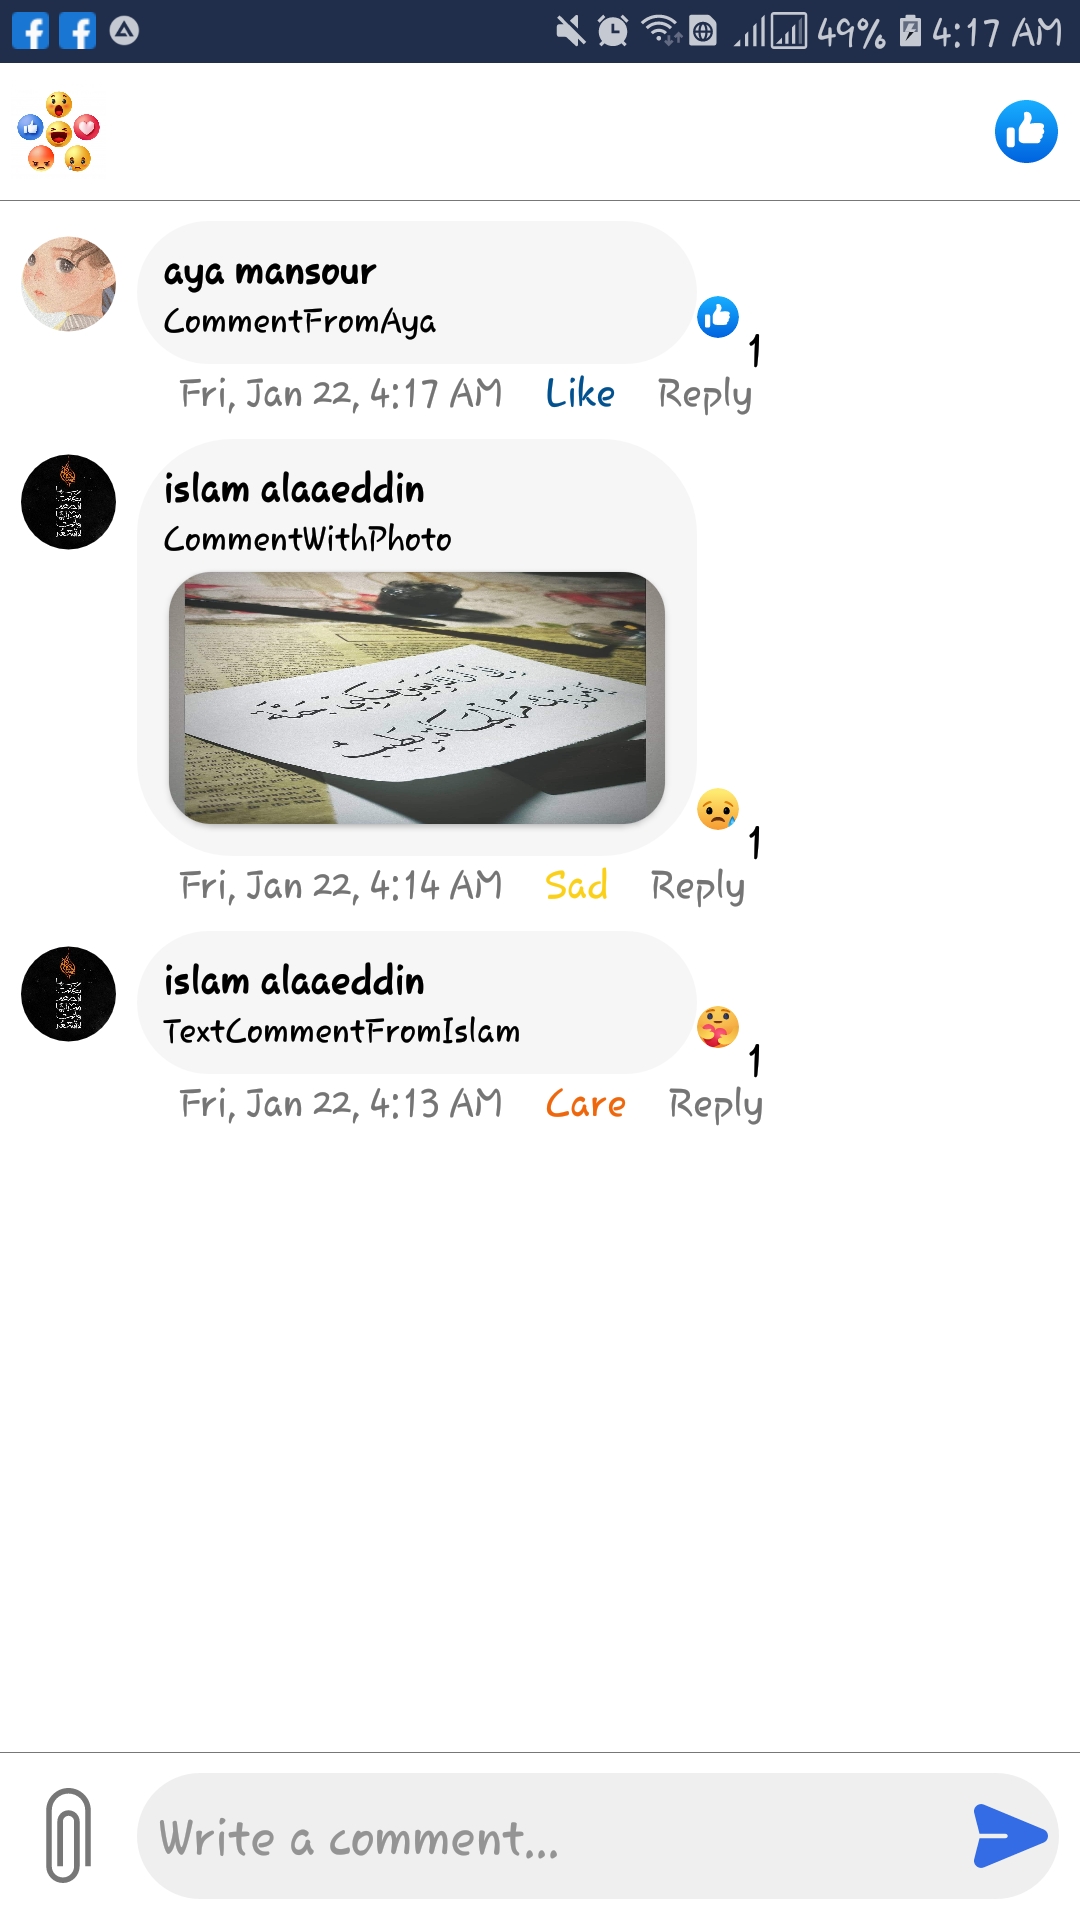 49% 4:17 AM
aya mansour
CommentFromAya
1
Fri, Jan 22, 4:17 AM Like Reply
islam alaaeddin
CommentWithPhoto
1
Fri, Jan 22, 4:14 AM Sad Reply
islam alaaeddin
TextCommentFromIslam
1
Fri, Jan 22, 4:13 AM Care Reply
Write a comment...